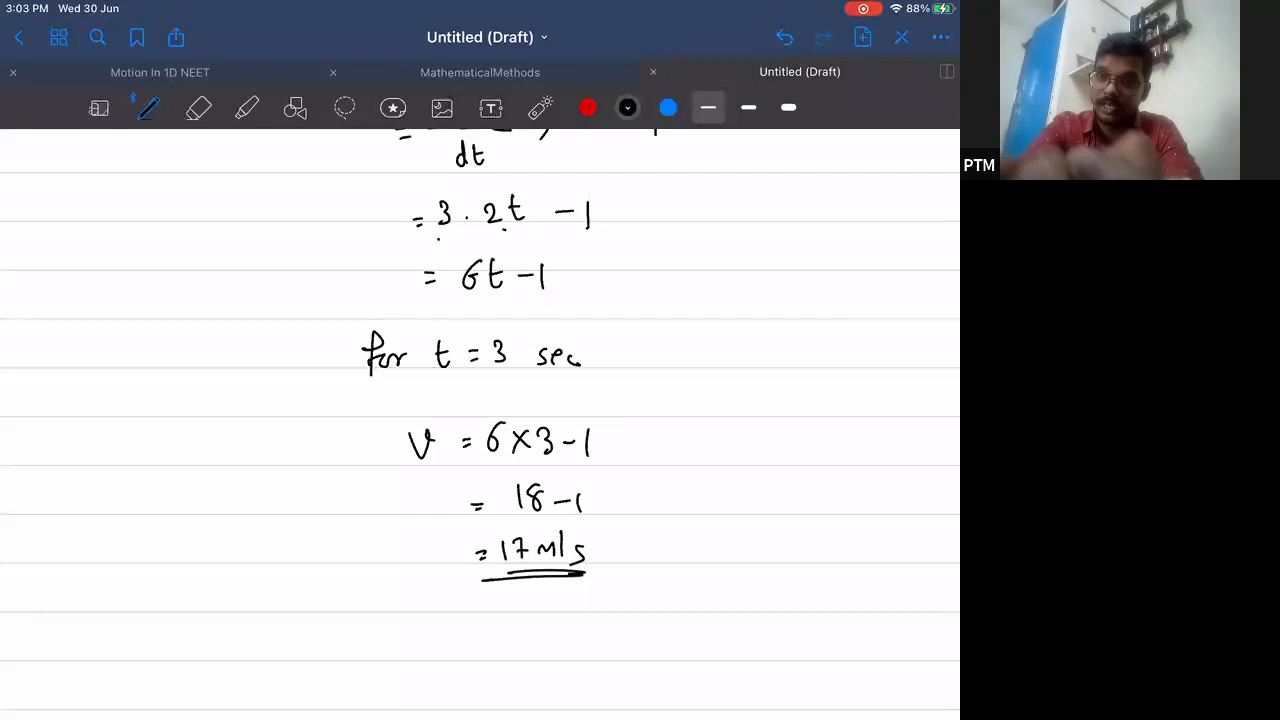 3:03 PM Wed 30 Jun
88%
Untitled (Draft)
Motion In 1D NEET
MathematicalMethods
Untitled (Draft)
PTM
dt
= 3 . 2t - 1
= 6t - 1
for t = 3 sec
V = 6 × 3 - 1
= 18 - 1
= 17 m/s